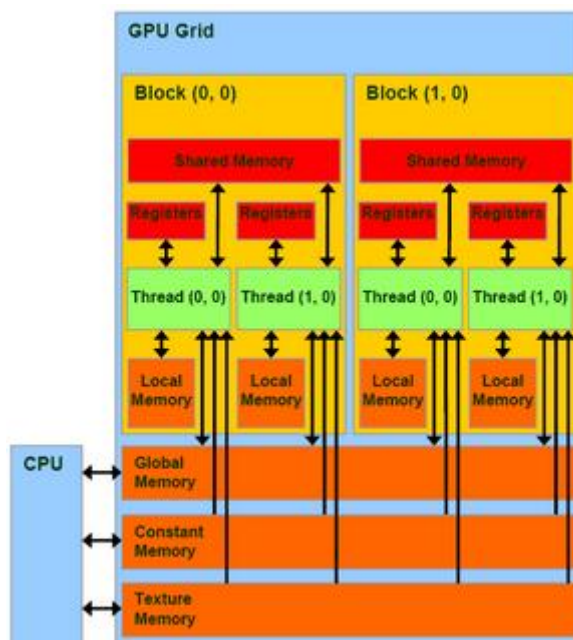 GPU Grid
Block (0, 0)
Block (1, 0)
Shared Memory
Shared Memory
Registers
Registers
Registers
Registers
Thread (0, 0)
Thread (1, 0)
Thread (0, 0)
Thread (1, 0)
Local
Memory
Local
Memory
Local
Memory
Local
Memory
CPU
Global
Memory
Constant
Memory
Texture
Memory